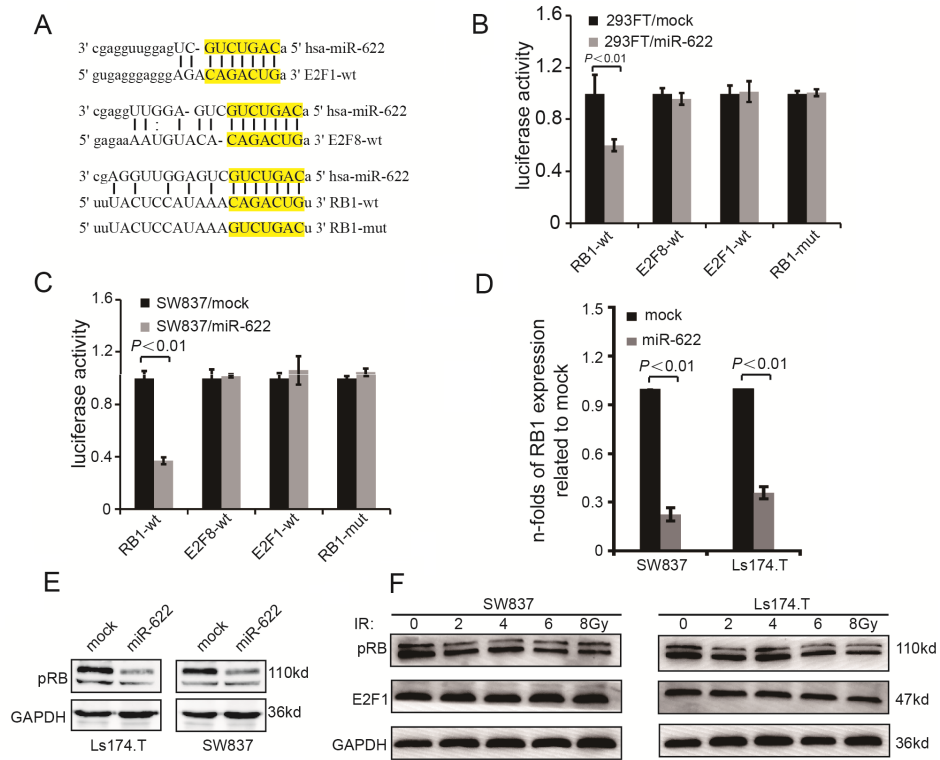 A
3' cgagguuggagUC- GUCUGACa 5' hsa-miR-622
5' gugagggagggAGACAGACUGa 3' E2F1-wt
3' cgaggUUGGA- GUCGUCUGACa 5' hsa-miR-622
:
5' gagaaAAUGUACA- CAGACUGa 3' E2F8-wt
3' cgAGGUUGGAGUCGUCUGACa 5' hsa-miR-622
5' uuUACUCCAUAAACAGACUGu 3' RB1-wt
5' uuUACUCCAUAAAGUCUGACu 3' RB1-mut
B
luciferase activity
1.6
1.2
0.8
0.4
0
293FT/mock
293FT/miR-622
P<0.01
RB1-wt
E2F8-wt
E2F1-wt
RB1-mut
C
luciferase activity
1.6
1.2
0.8
0.4
0
SW837/mock
SW837/miR-622
P<0.01
RB1-wt
E2F8-wt
E2F1-wt
RB1-mut
D
n-folds of RB1 expression
related to mock
1.5
1.2
0.9
0.6
0.3
0
mock
miR-622
P<0.01
P<0.01
SW837
Ls174.T
E
mock miR-622 mock miR-622
pRB 110kd
GAPDH 36kd
Ls174.T SW837
F
SW837 Ls174.T
IR: 0 2 4 6 8Gy 0 2 4 6 8Gy
pRB 110kd
E2F1 47kd
GAPDH 36kd